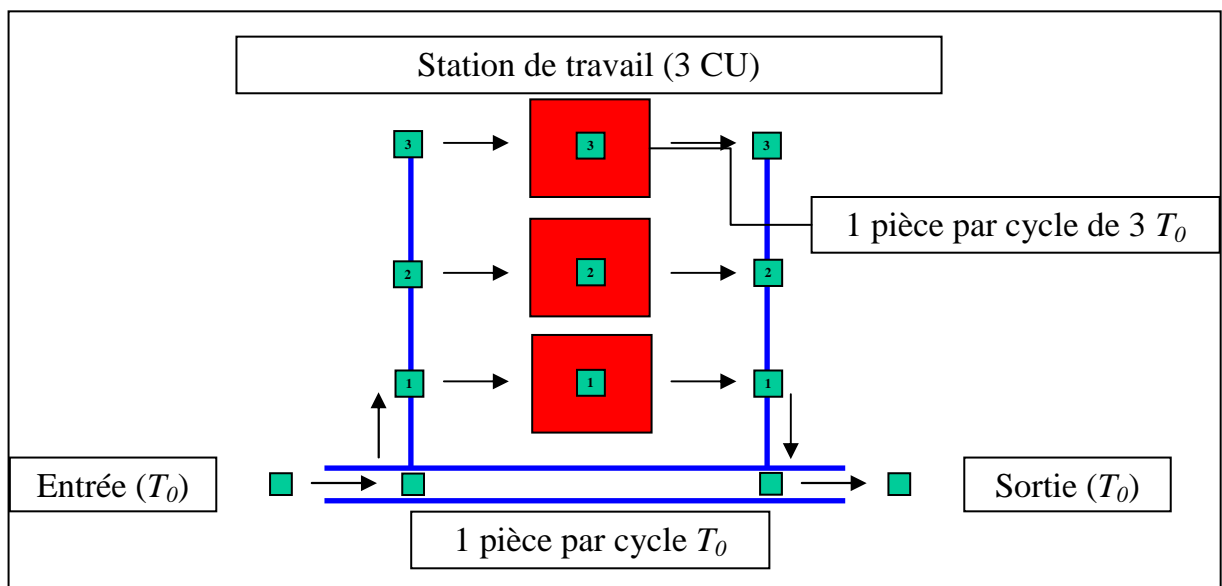 Station de travail (3 CU)
3 3 3
1 pièce par cycle de 3 T0
2 2 2
1 1 1
Entrée (T0)
Sortie (T0)
1 pièce par cycle T0